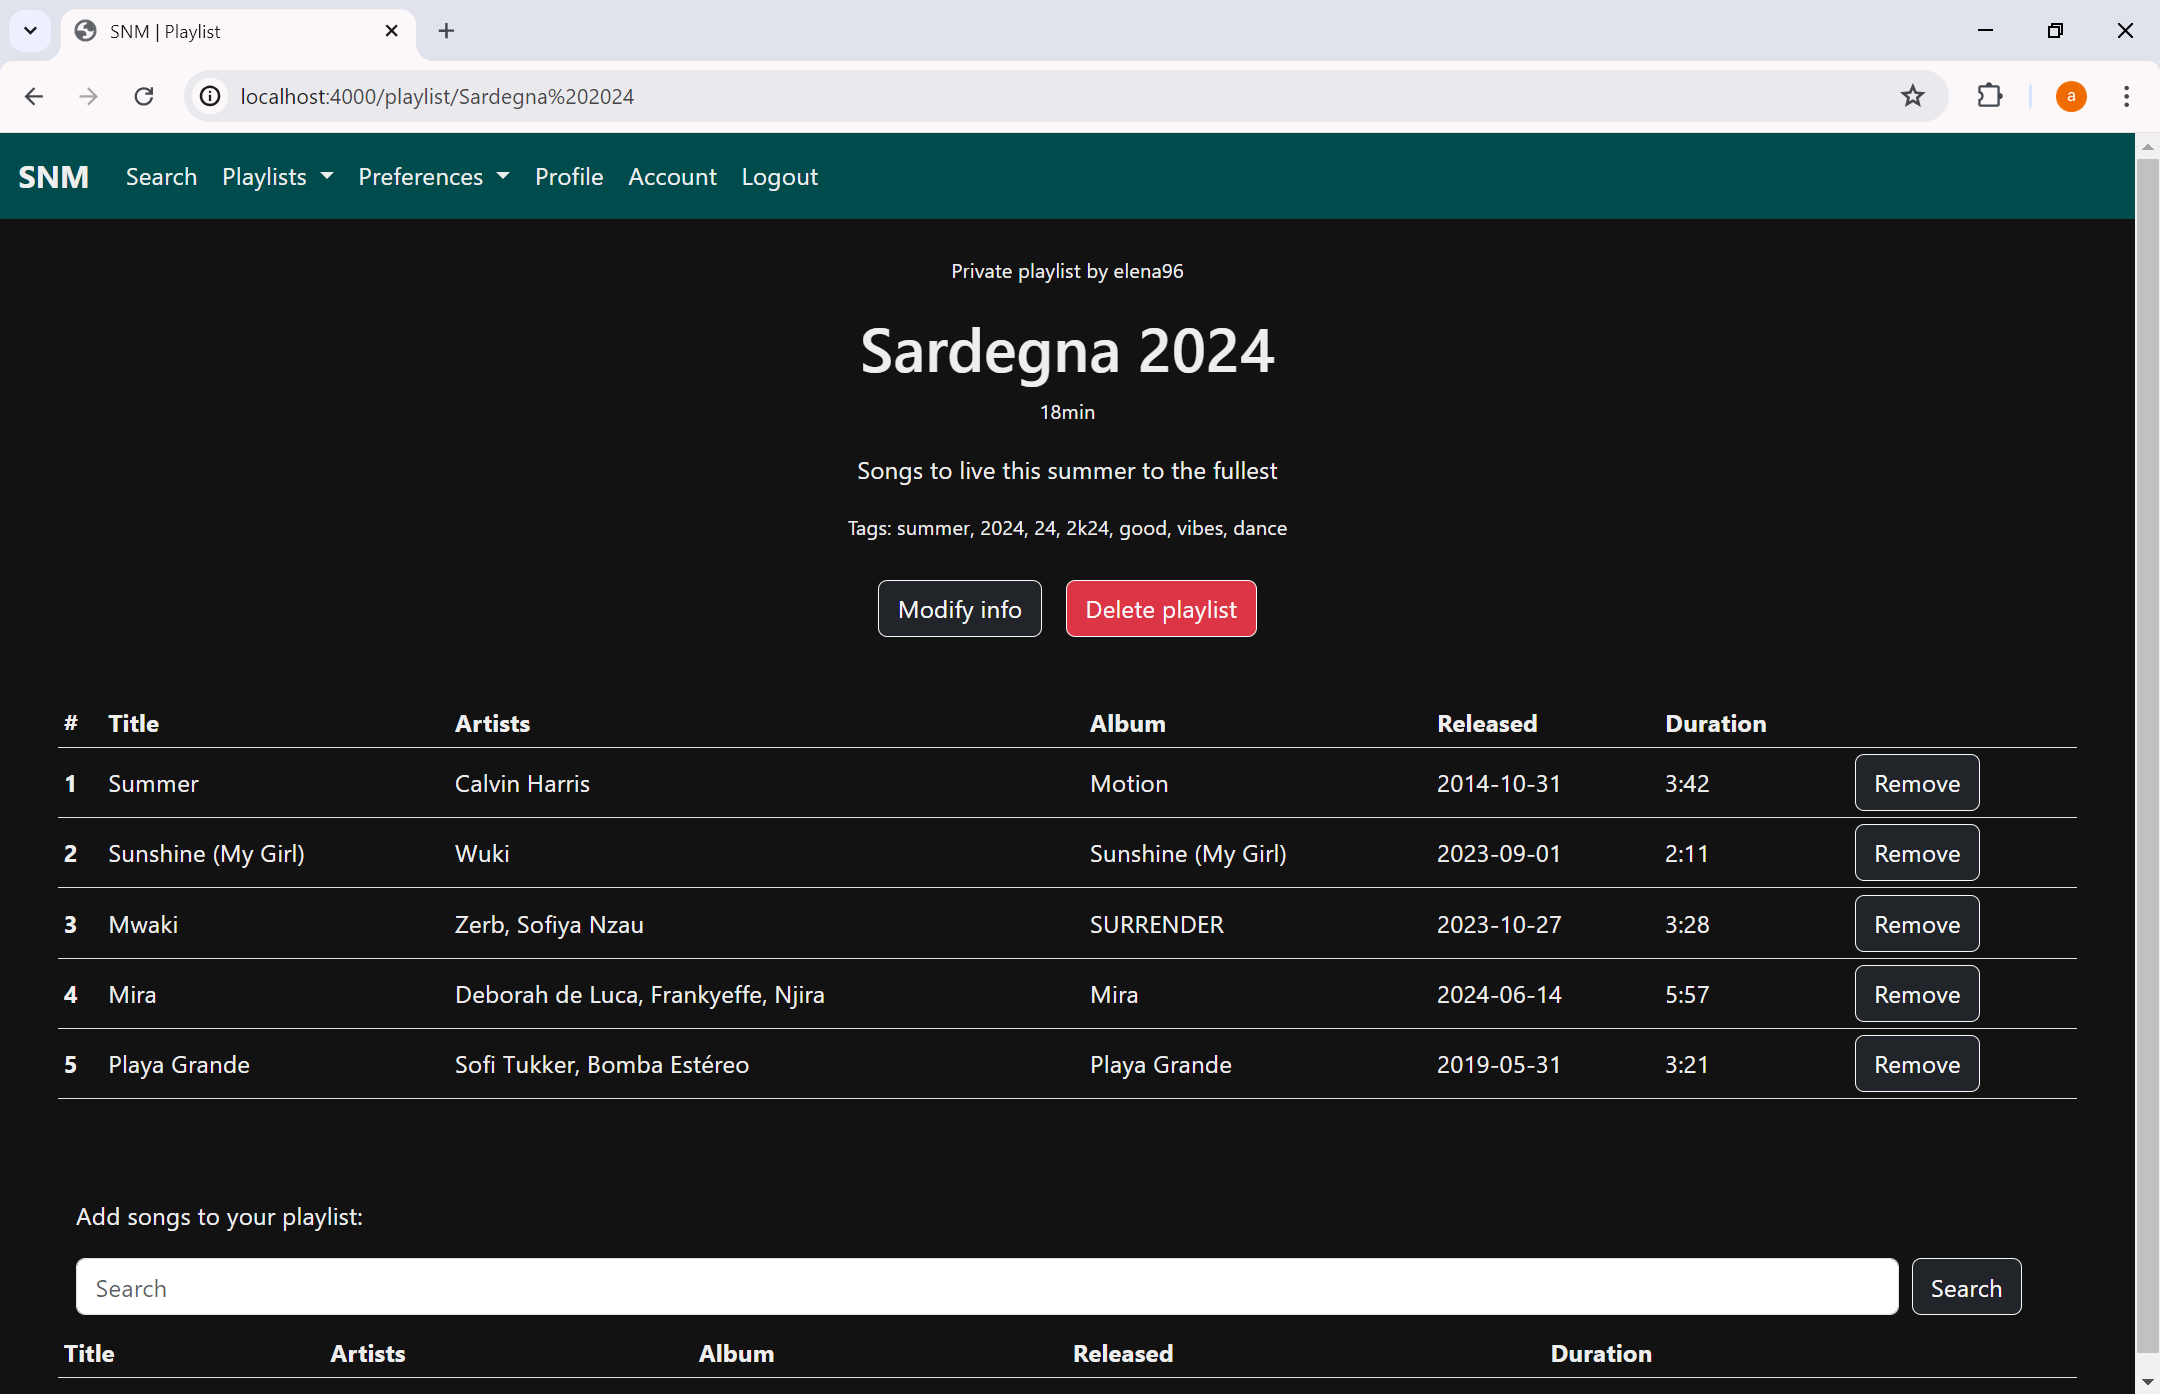 SNM | Playlist
localhost:4000/playlist/Sardegna%202024
a
SNM Search Playlists Preferences Profile Account Logout
Private playlist by elena96
Sardegna 2024
18min
Songs to live this summer to the fullest
Tags: summer, 2024, 24, 2k24, good, vibes, dance
Modify info Delete playlist
# Title Artists Album Released Duration
1 Summer Calvin Harris Motion 2014-10-31 3:42 Remove
2 Sunshine (My Girl) Wuki Sunshine (My Girl) 2023-09-01 2:11 Remove
3 Mwaki Zerb, Sofiya Nzau SURRENDER 2023-10-27 3:28 Remove
4 Mira Deborah de Luca, Frankyeffe, Njira Mira 2024-06-14 5:57 Remove
5 Playa Grande Sofi Tukker, Bomba Estéreo Playa Grande 2019-05-31 3:21 Remove
Add songs to your playlist:
Search Search
Title Artists Album Released Duration